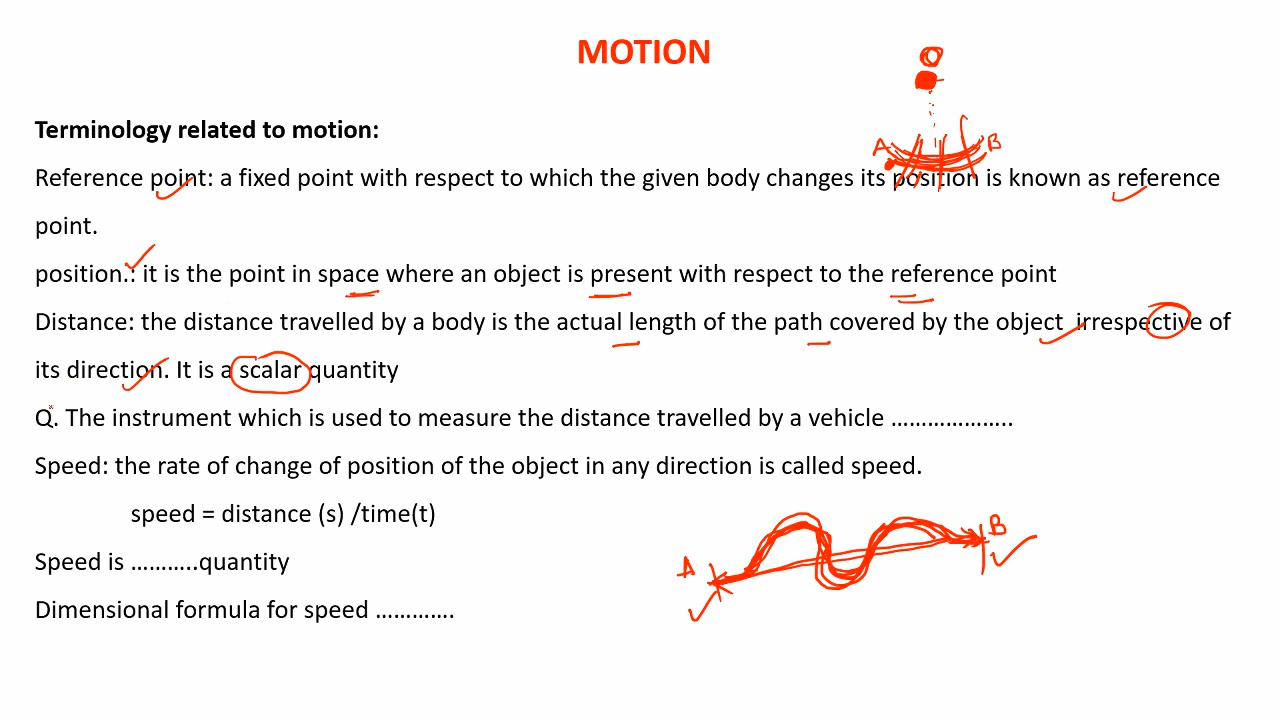 MOTION
Terminology related to motion:
Reference point: a fixed point with respect to which the given body changes its position is known as reference
point.
position.: it is the point in space where an object is present with respect to the reference point
Distance: the distance travelled by a body is the actual length of the path covered by the object irrespective of
its direction. It is a scalar quantity
Q. The instrument which is used to measure the distance travelled by a vehicle ………………..
Speed: the rate of change of position of the object in any direction is called speed.
speed = distance (s) /time(t)
Speed is ………..quantity
Dimensional formula for speed ………….
O
A B
A B